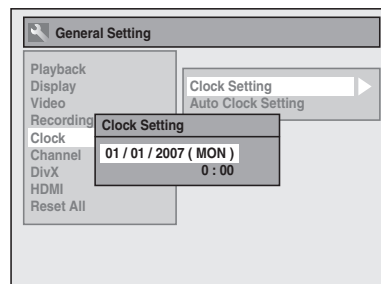 General Setting
Playback
Display
Video
Recording
Clock
Channel
DivX
HDMI
Reset All
Clock Setting
Auto Clock Setting
Clock Setting
01 / 01 / 2007 ( MON )
0 : 00